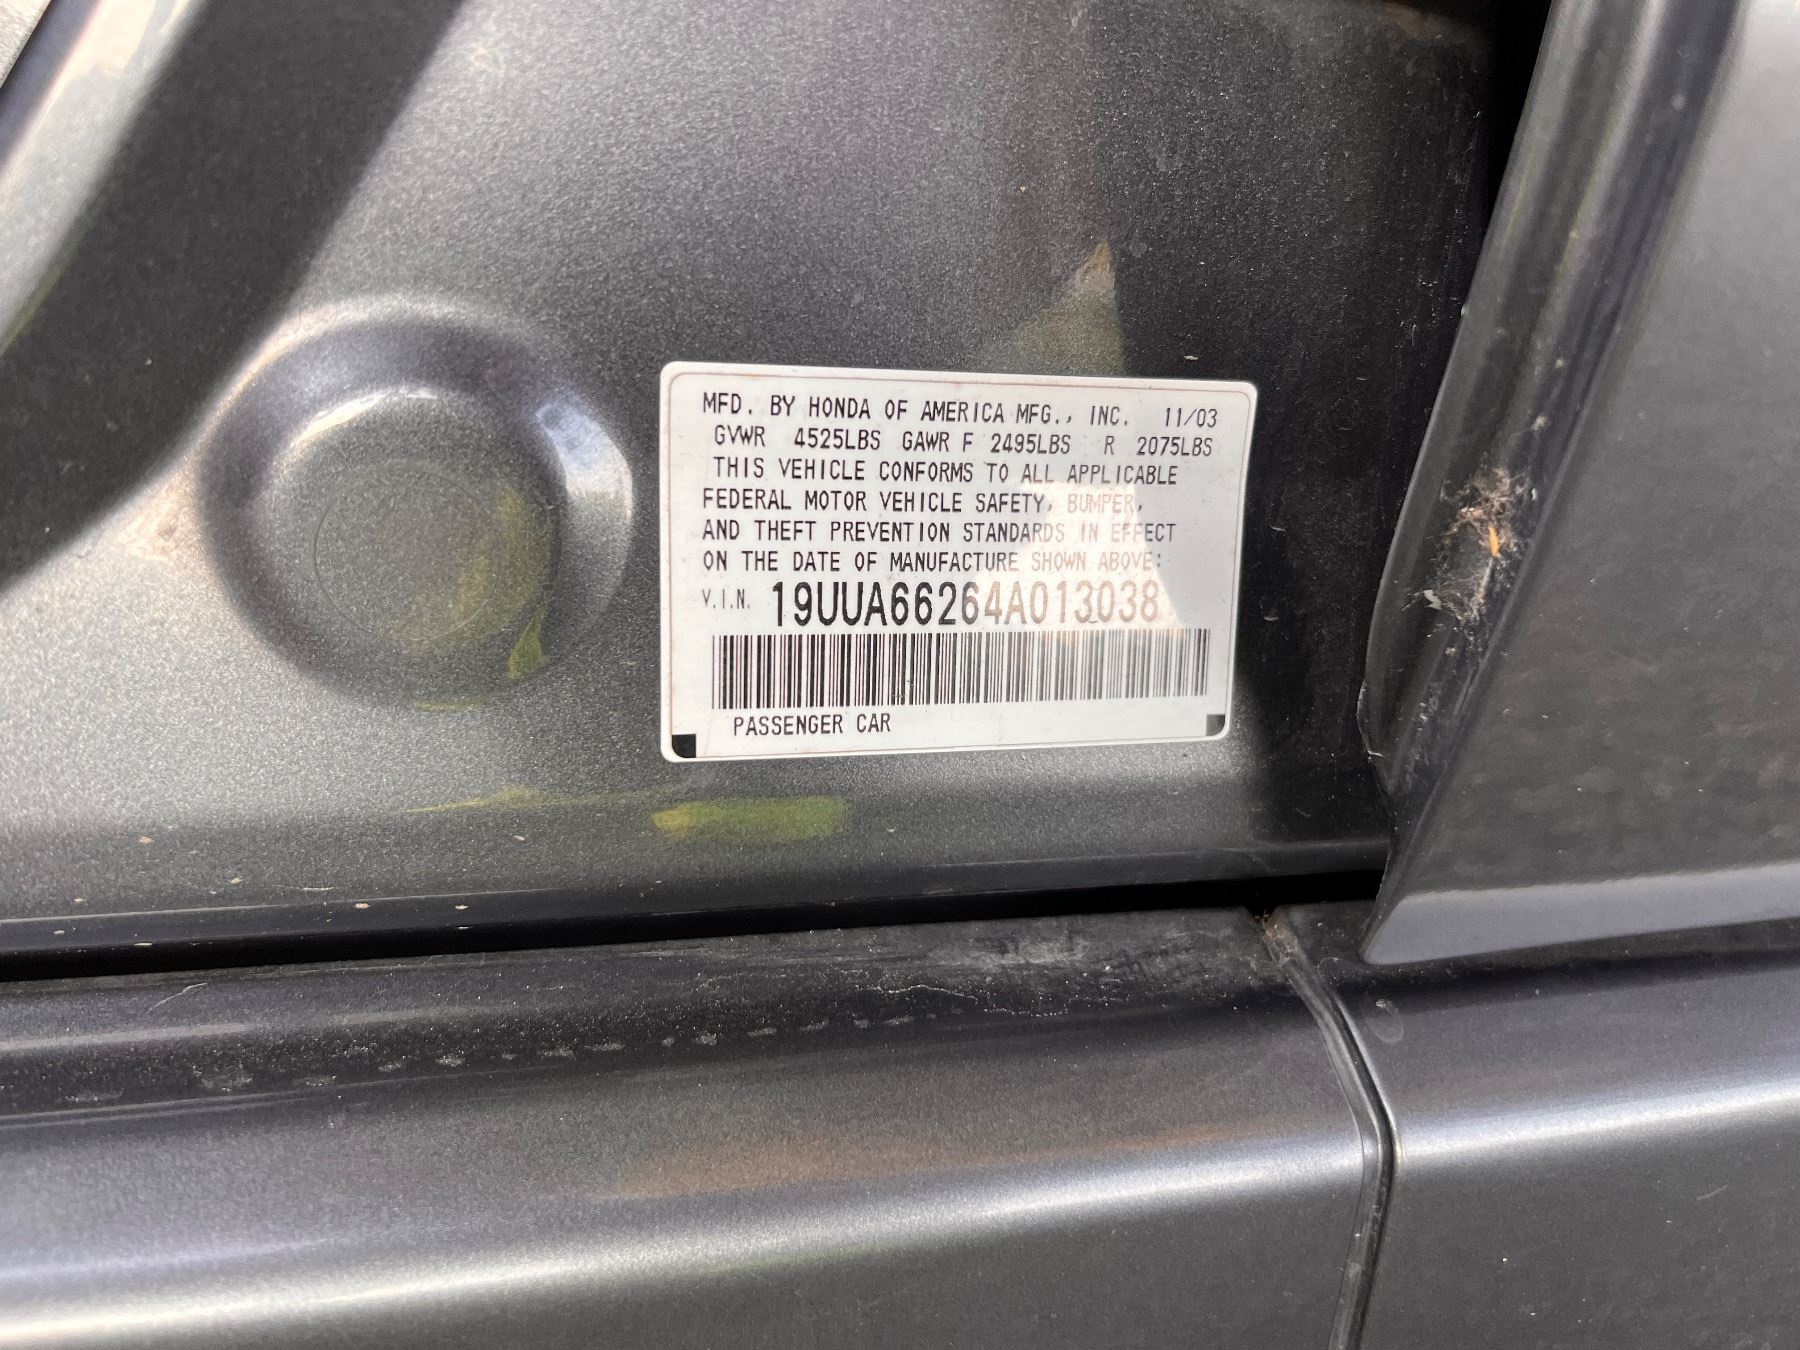 MFD. BY HONDA OF AMERICA MFG., INC. 11/03
GVWR 4525LBS GAWR F 2495LBS R 2075LBS
THIS VEHICLE CONFORMS TO ALL APPLICABLE
FEDERAL MOTOR VEHICLE SAFETY, BUMPER,
AND THEFT PREVENTION STANDARDS IN EFFECT
ON THE DATE OF MANUFACTURE SHOWN ABOVE:
V.I.N. 19UUA66264A013038
PASSENGER CAR